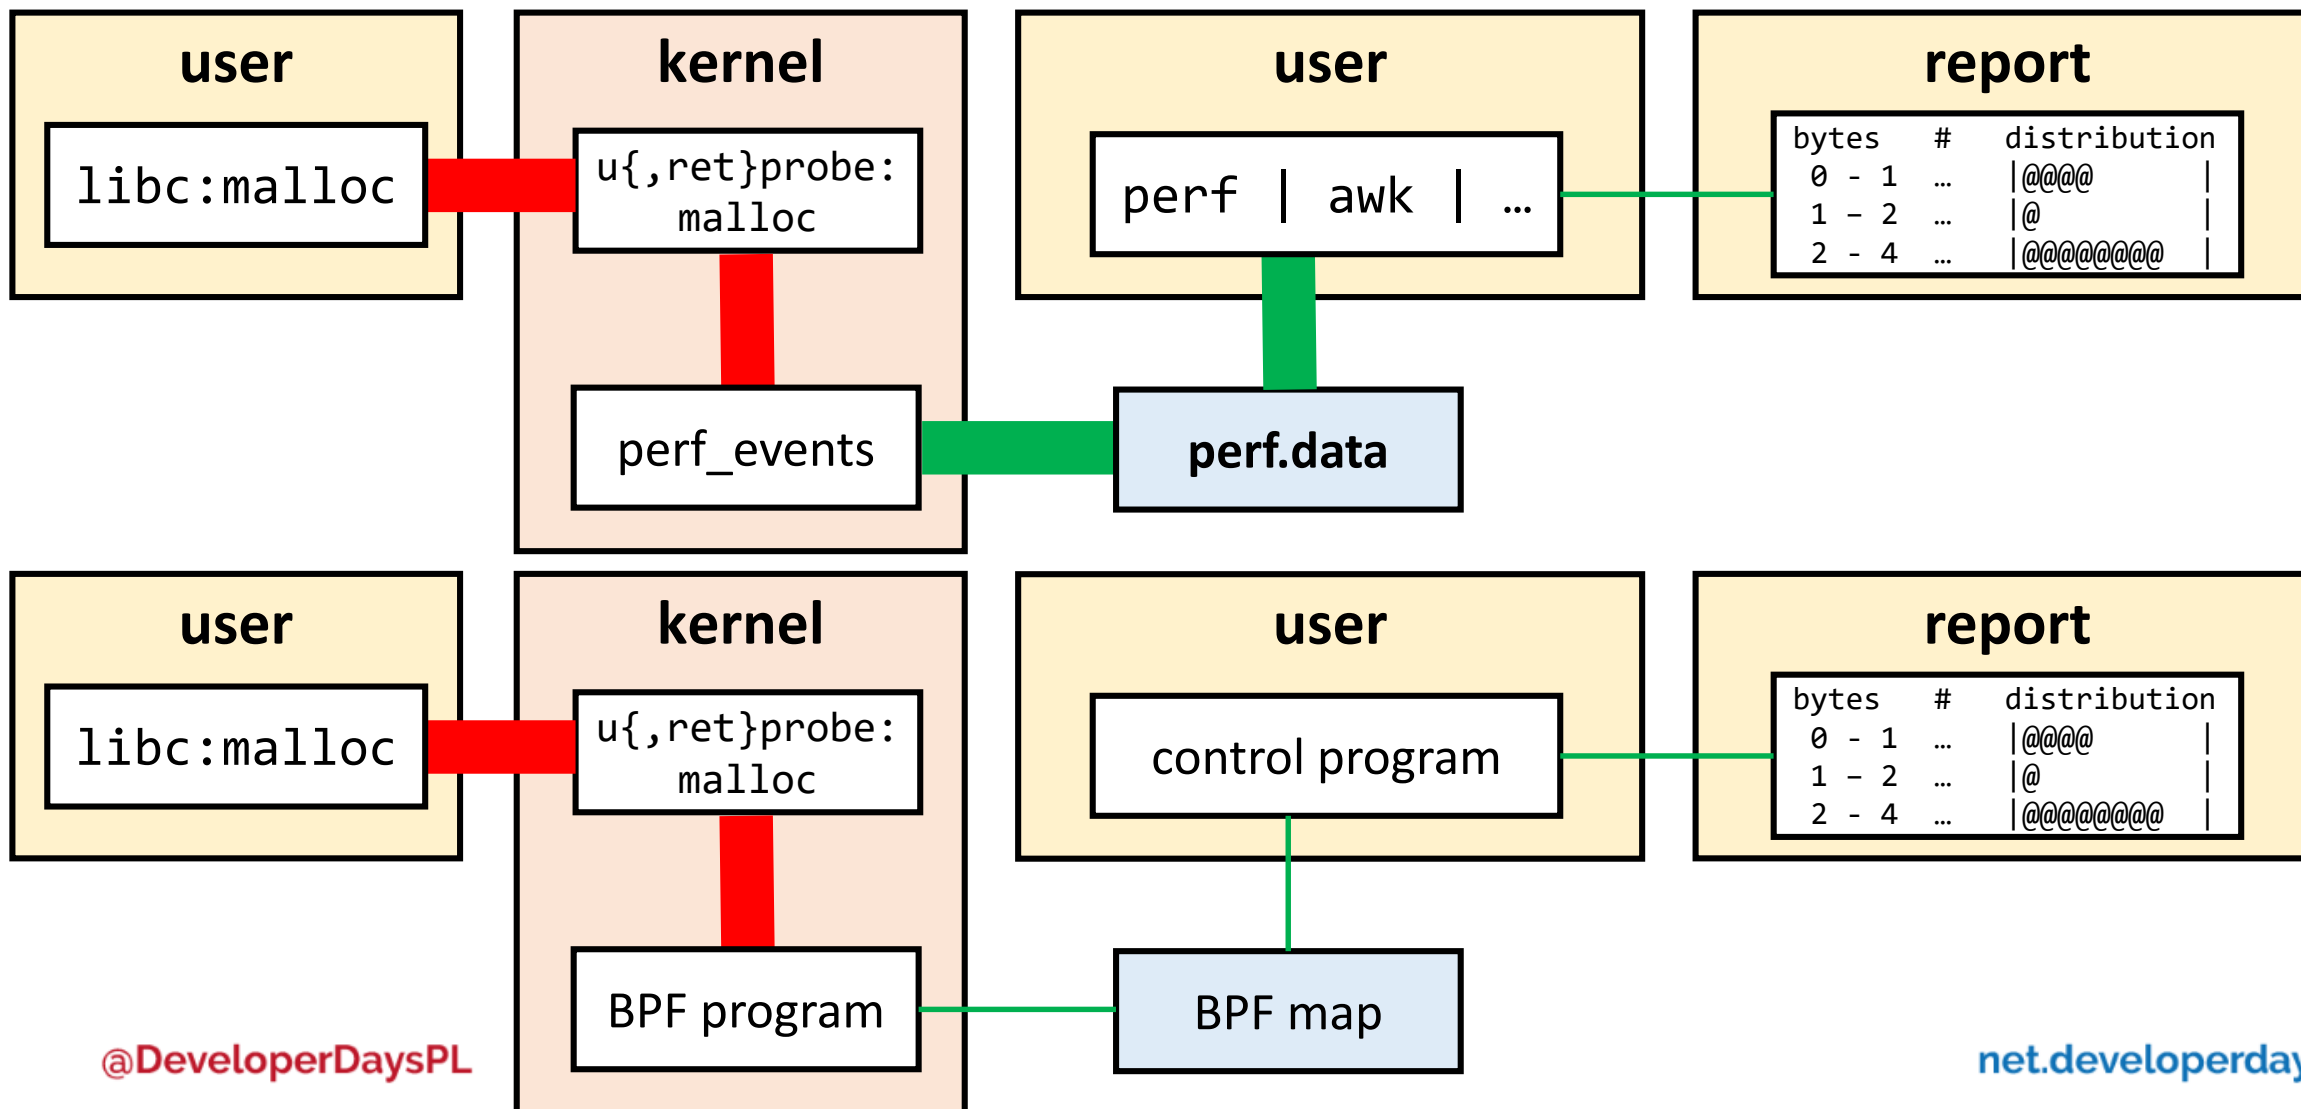 user
libc:malloc
kernel
u{,ret}probe:
malloc
perf_events
user
perf | awk | …
perf.data
report
bytes # distribution
0 - 1 … |@@@@ |
1 – 2 … |@ |
2 - 4 … |@@@@@@@@ |
user
libc:malloc
kernel
u{,ret}probe:
malloc
BPF program
user
control program
BPF map
report
bytes # distribution
0 - 1 … |@@@@ |
1 – 2 … |@ |
2 - 4 … |@@@@@@@@ |
@DeveloperDaysPL
net.developerday